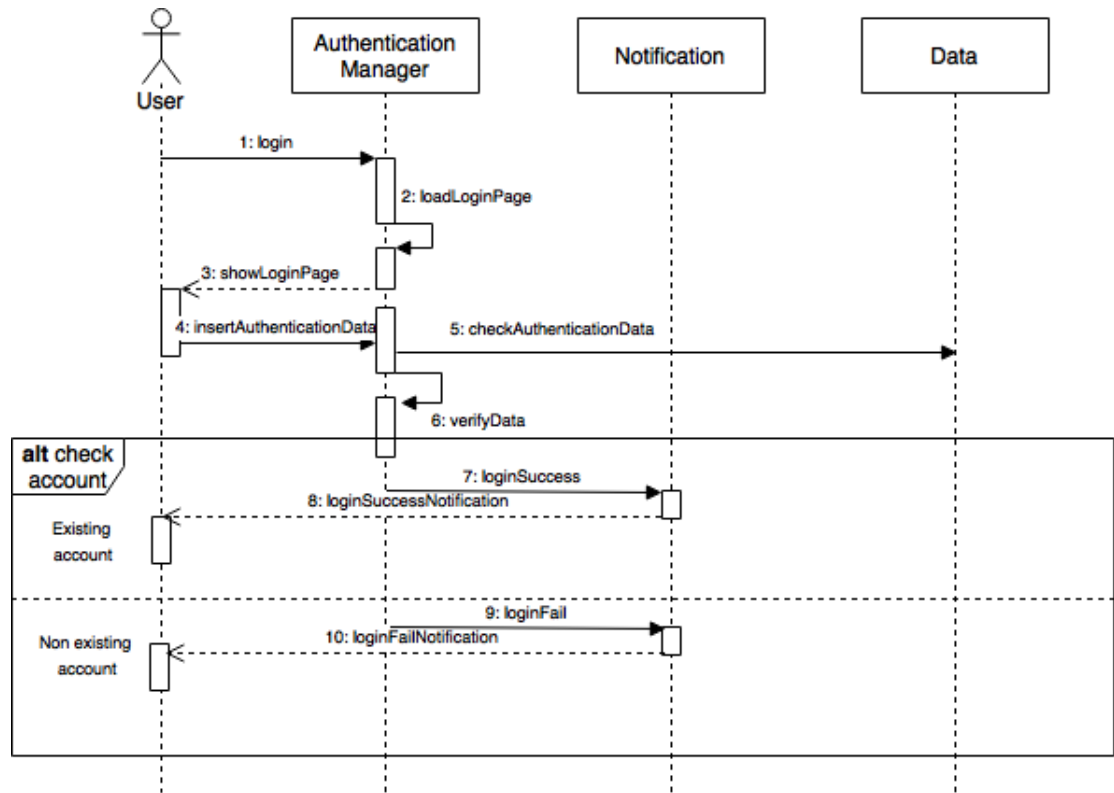 User
Authentication
Manager
Notification
Data
1: login
2: loadLoginPage
3: showLoginPage
4: insertAuthenticationData
5: checkAuthenticationData
6: verifyData
alt check
account
7: loginSuccess
8: loginSuccessNotification
Existing
account
9: loginFail
10: loginFailNotification
Non existing
account